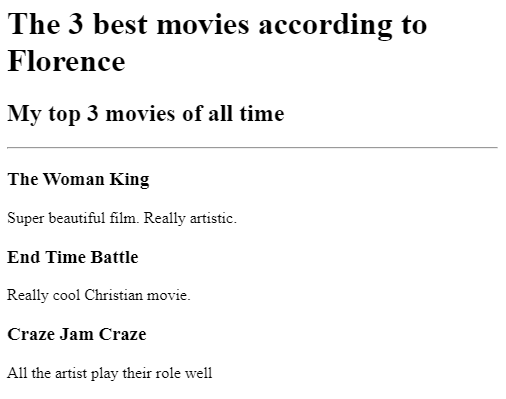 The 3 best movies according to
Florence
My top 3 movies of all time
The Woman King
Super beautiful film. Really artistic.
End Time Battle
Really cool Christian movie.
Craze Jam Craze
All the artist play their role well